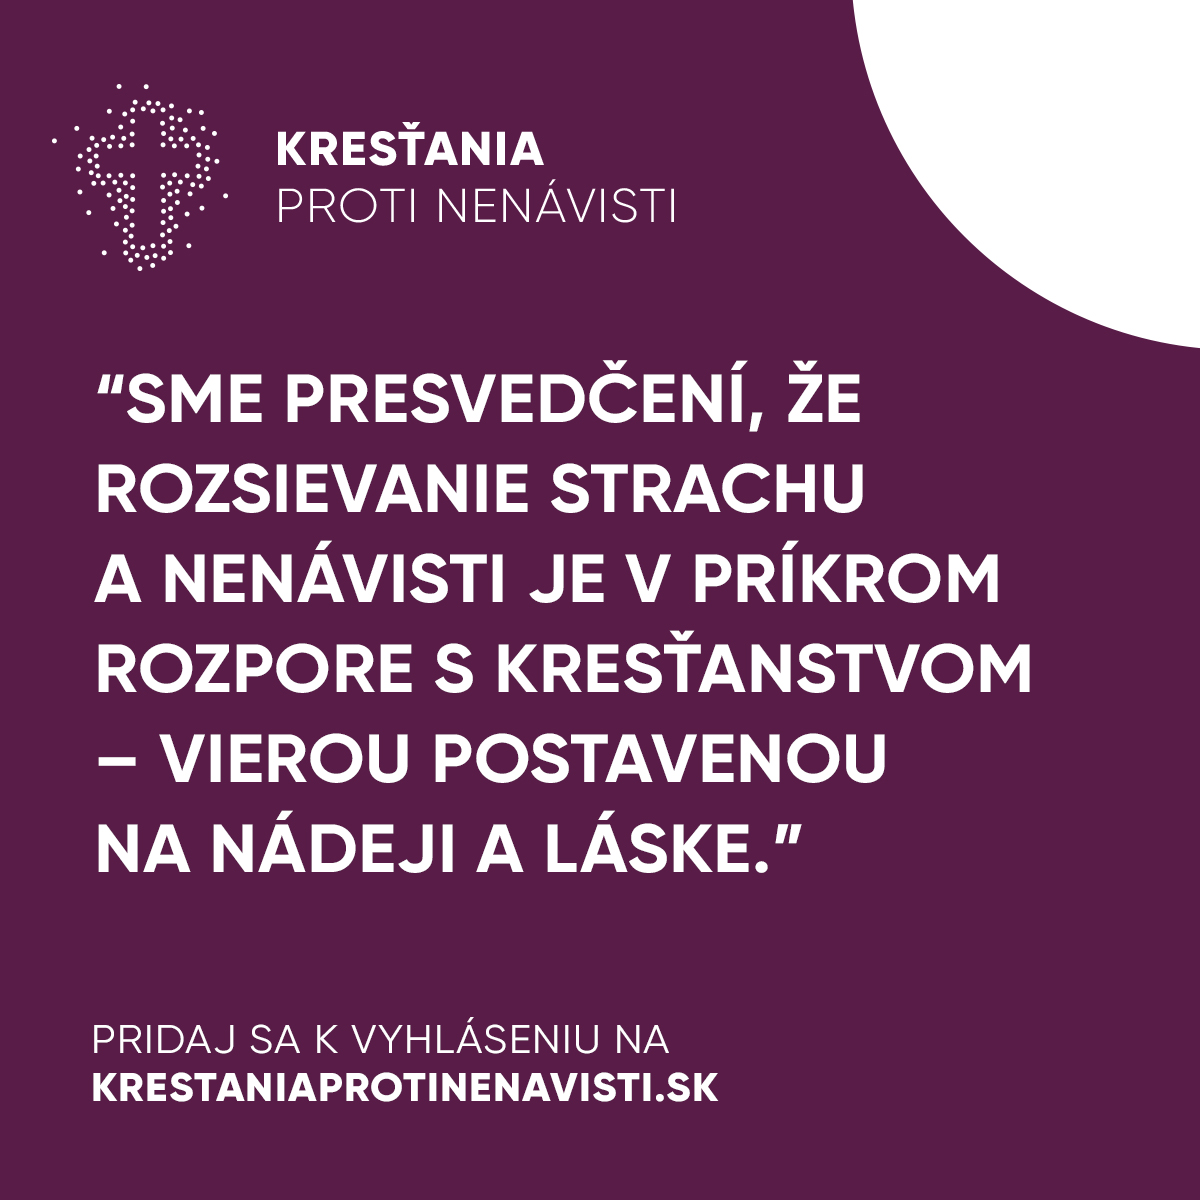 KRESŤANIA
PROTI NENÁVISTI
“SME PRESVEDČENÍ, ŽE
ROZSIEVANIE STRACHU
A NENÁVISTI JE V PRÍKROM
ROZPORE S KRESŤANSTVOM
– VIEROU POSTAVENOU
NA NÁDEJI A LÁSKE.”
PRIDAJ SA K VYHLÁSENIU NA
KRESTANIAPROTINENAVISTI.SK